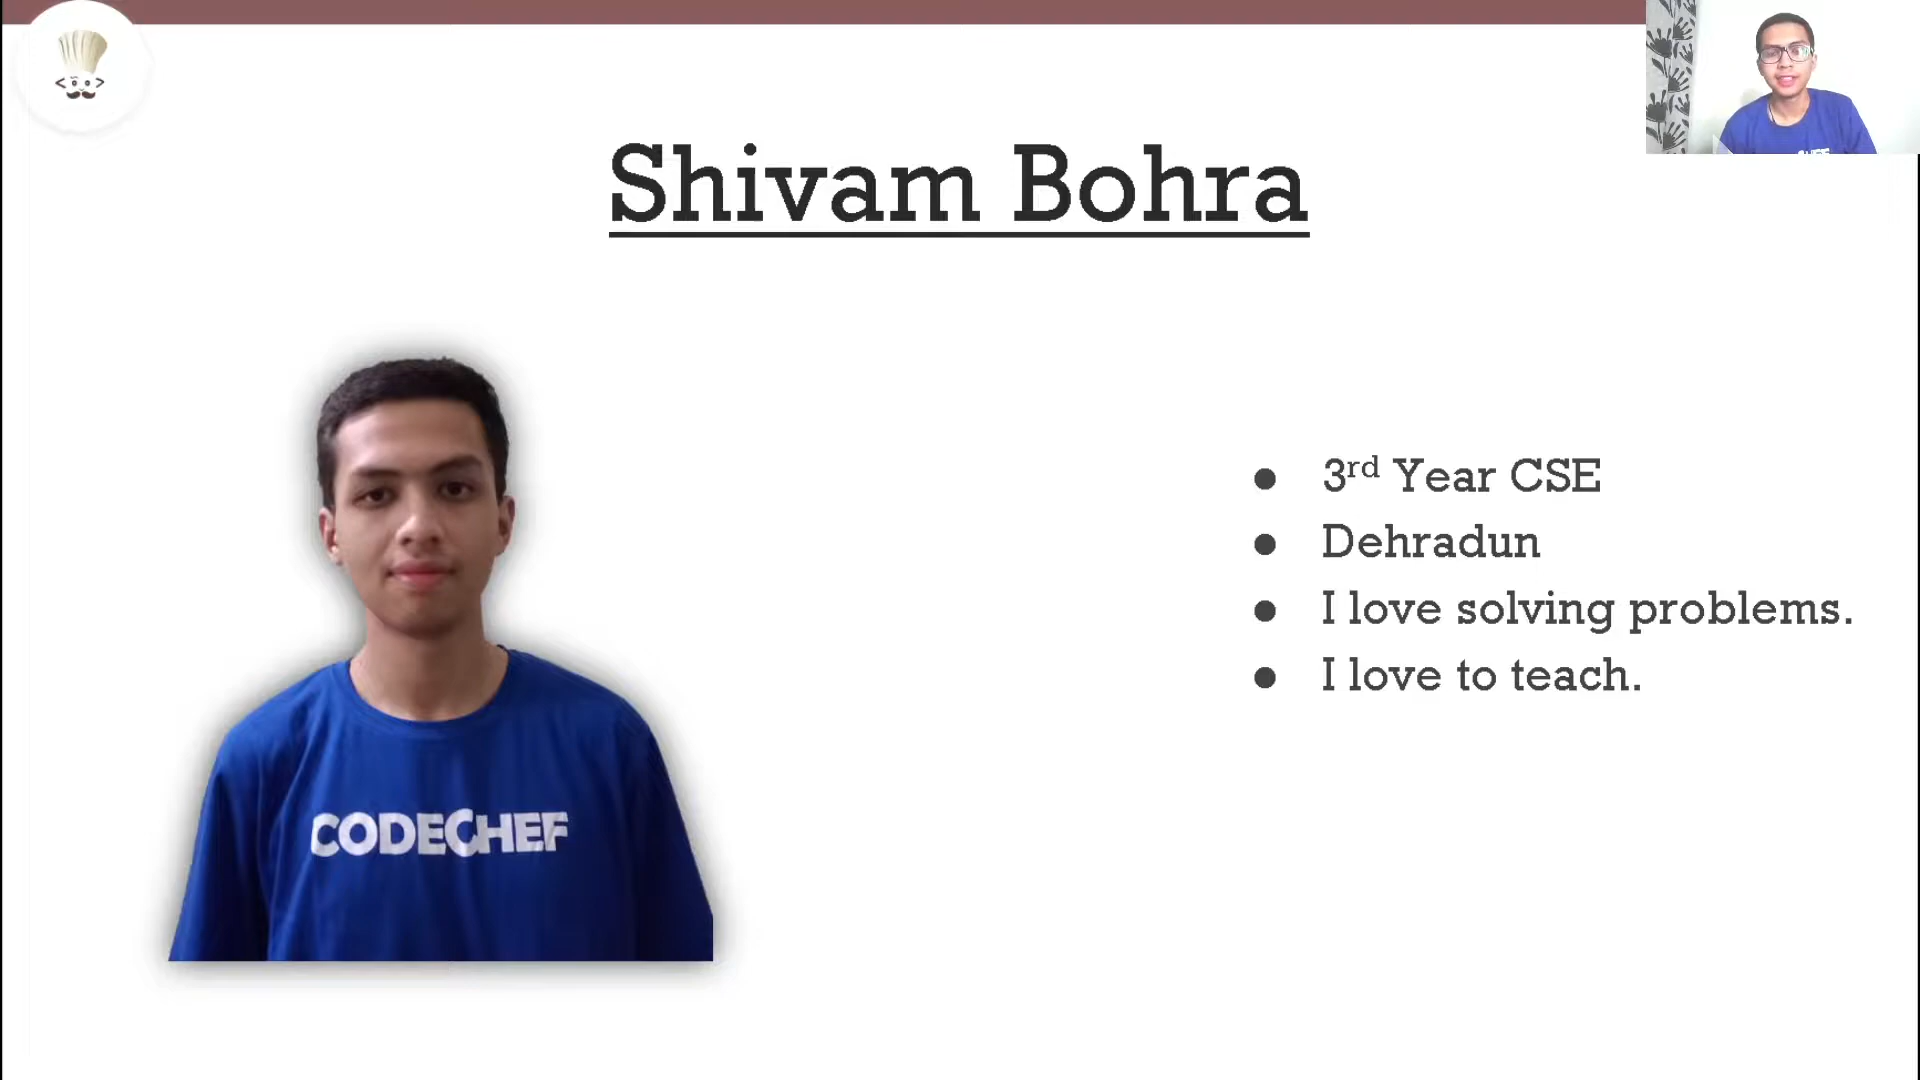 Shivam Bohra
● 3rd Year CSE
● Dehradun
● I love solving problems.
● I love to teach.
CODECHEF